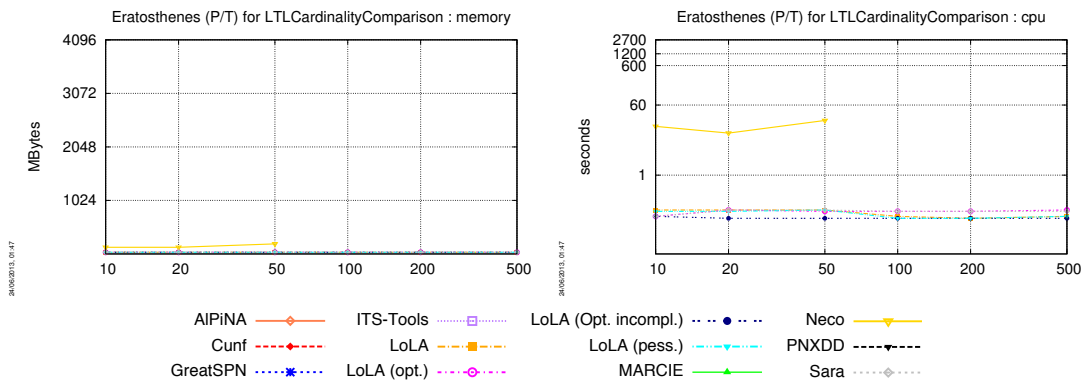 Eratosthenes (P/T) for LTLCardinalityComparison : memory
4096
3072
2048
1024
MBytes
10 20 50 100 200 500
24/06/2013, 01:47
Eratosthenes (P/T) for LTLCardinalityComparison : cpu
2700
1200
600
60
1
seconds
10 20 50 100 200 500
24/06/2013, 01:47
AlPiNA ITS-Tools LoLA (Opt. incompl.) Neco
Cunf LoLA LoLA (pess.) PNXDD
GreatSPN LoLA (opt.) MARCIE Sara